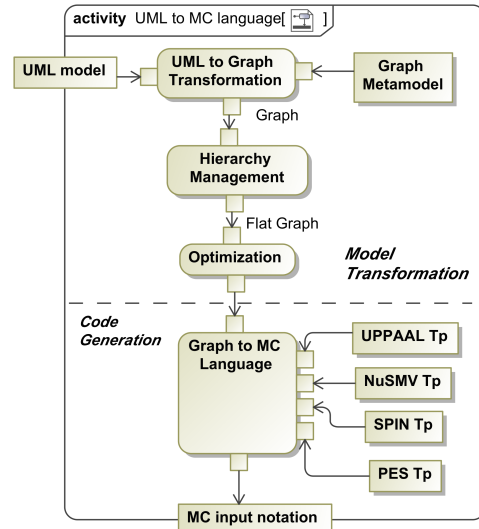 activity UML to MC language[ ]
UML model
UML to Graph
Transformation
Graph
Metamodel
Graph
Hierarchy
Management
Flat Graph
Optimization
Model
Transformation
Code
Generation
Graph to MC
Language
UPPAAL Tp
NuSMV Tp
SPIN Tp
PES Tp
MC input notation